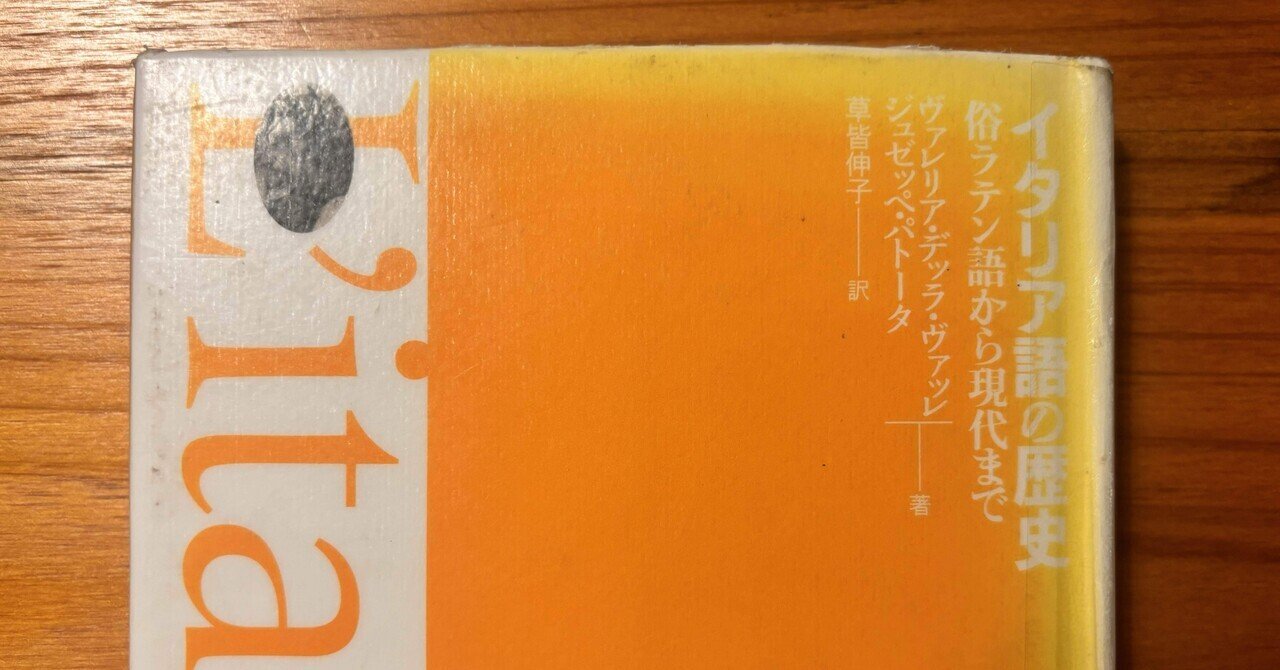 イタリア語の歴史
俗ラテン語から現代まで
ヴァレリア・デッラ・ヴァッレ
ジュゼッペ・パトータ
著
草皆伸子——訳
L'ita